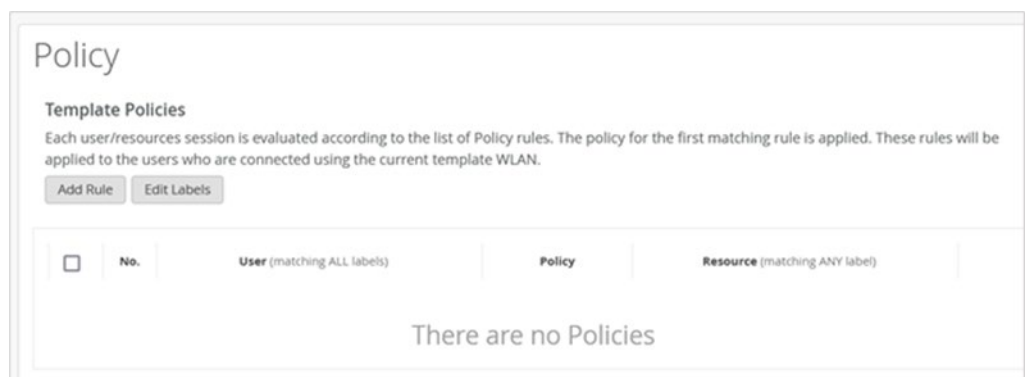 Policy
Template Policies
Each user/resources session is evaluated according to the list of Policy rules. The policy for the first matching rule is applied. These rules will be
applied to the users who are connected using the current template WLAN.
Add Rule Edit Labels
No. User (matching ALL labels) Policy Resource (matching ANY label)
There are no Policies